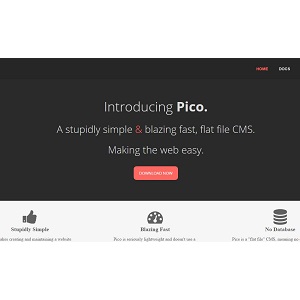 HOME DOCS
Introducing Pico.
A stupidly simple & blazing fast, flat file CMS.
Making the web easy.
DOWNLOAD NOW
Stupidly Simple Blazing Fast No Database
makes creating and maintaining a website Pico is seriously lightweight and doesn't use a Pico is a "flat file" CMS, meaning no